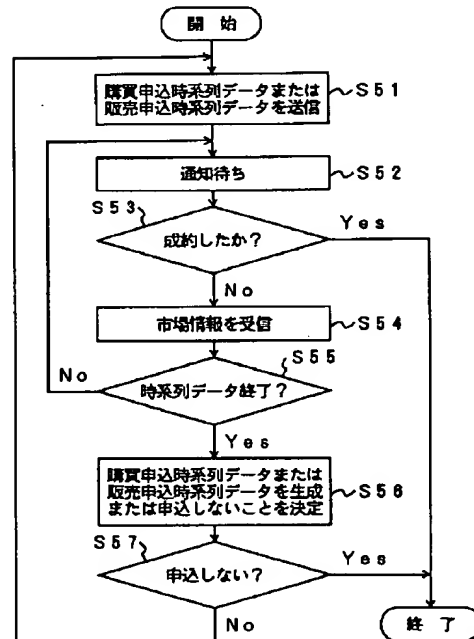 開始
購買申込時系列データまたは
販売申込時系列データを送信
S51
通知待ち
S52
S53
成約したか？
Yes
No
市場情報を受信
S54
S55
時系列データ終了？
No
Yes
購買申込時系列データまたは
販売申込時系列データを生成
または申込しないことを決定
S56
S57
申込しない？
Yes
No
終了